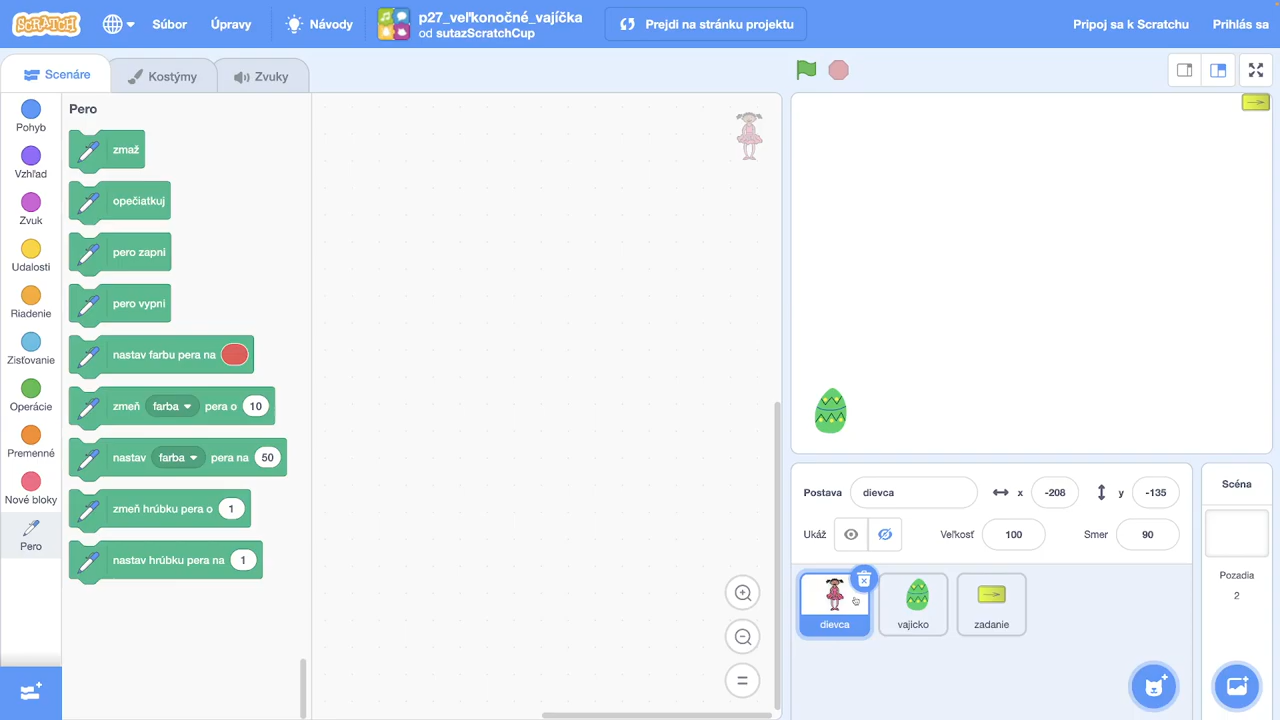 SCRATCH
Súbor
Úpravy
Návody
p27_veľkonočné_vajíčka
od sutazScratchCup
Prejdi na stránku projektu
Pripoj sa k Scratchu
Prihlás sa
Scenáre
Kostýmy
Zvuky
Pohyb
Vzhľad
Zvuk
Udalosti
Riadenie
Zisťovanie
Operácie
Premenné
Nové bloky
Pero
Pero
zmaž
opečiatkuj
pero zapni
pero vypni
nastav farbu pera na
zmeň farba pera o 10
nastav farba pera na 50
zmeň hrúbku pera o 1
nastav hrúbku pera na 1
Postava dievca x -208 y -135
Ukáž Veľkosť 100 Smer 90
dievca
vajicko
zadanie
Scéna
Pozadia
2